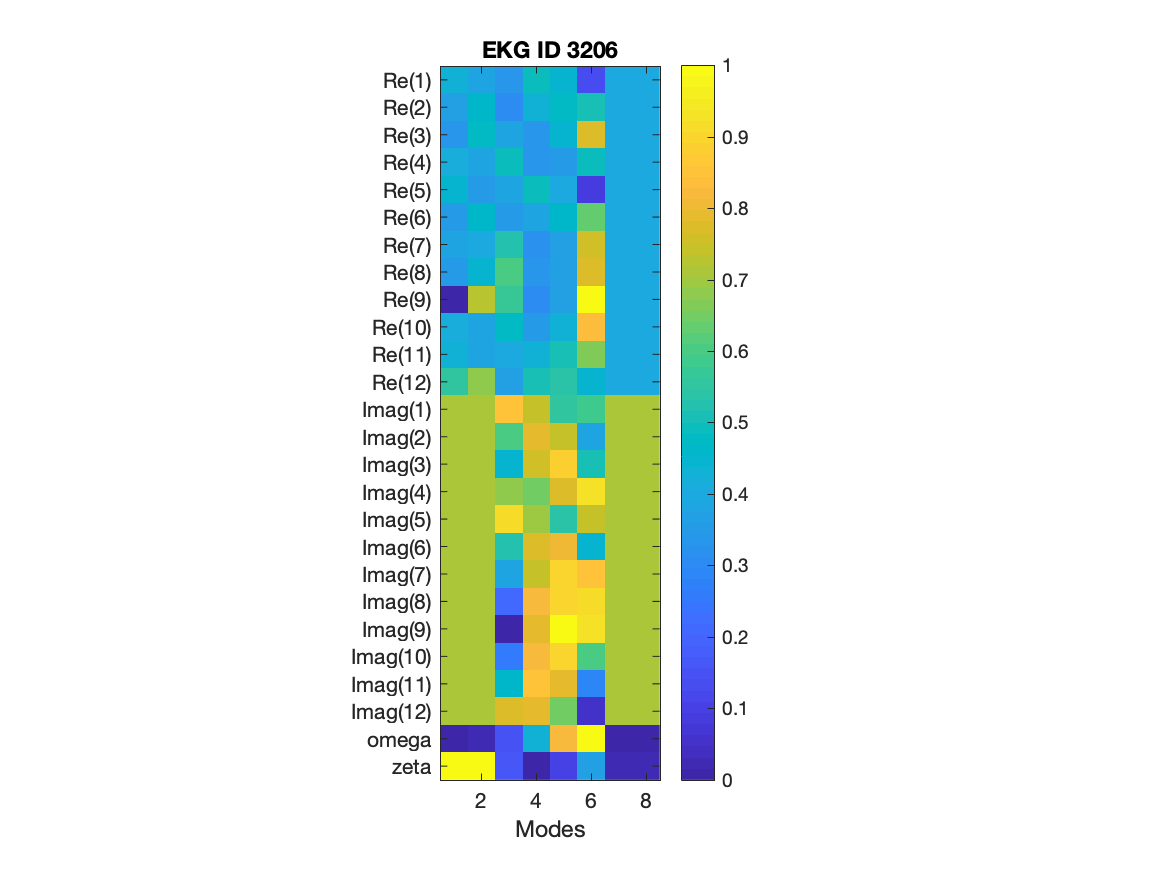 EKG ID 3206
Re(1)
Re(2)
Re(3)
Re(4)
Re(5)
Re(6)
Re(7)
Re(8)
Re(9)
Re(10)
Re(11)
Re(12)
Imag(1)
Imag(2)
Imag(3)
Imag(4)
Imag(5)
Imag(6)
Imag(7)
Imag(8)
Imag(9)
Imag(10)
Imag(11)
Imag(12)
omega
zeta
2 4 6 8
Modes
1
0.9
0.8
0.7
0.6
0.5
0.4
0.3
0.2
0.1
0